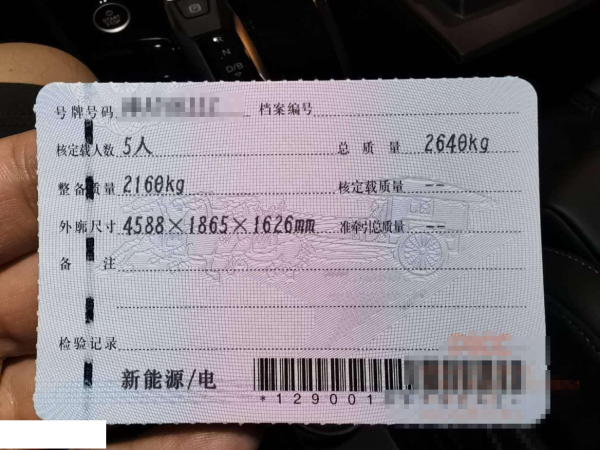 START
STOP
N
D/B
号牌号码 档案编号
核定载人数 5人 总质量 2640kg
整备质量 2160kg 核定载质量 --
外廓尺寸 4588×1865×1626mm 准牵引总质量 --
备注
检验记录
新能源/电
*129001